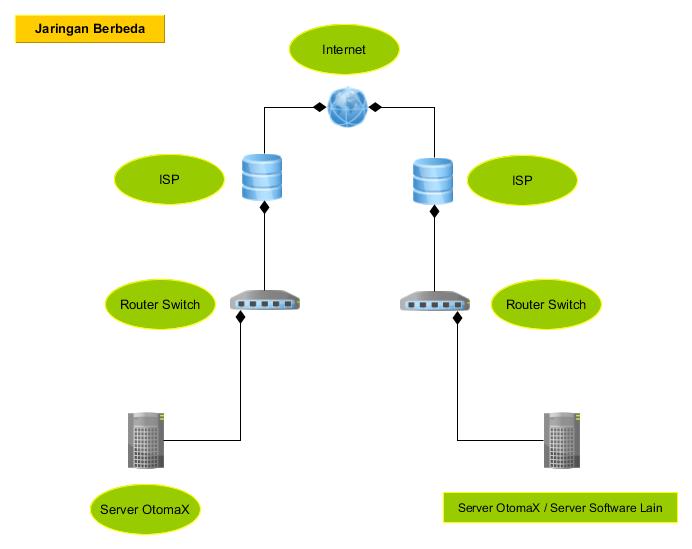 Jaringan Berbeda
Internet
ISP
ISP
Router Switch
Router Switch
Server OtomaX
Server OtomaX / Server Software Lain